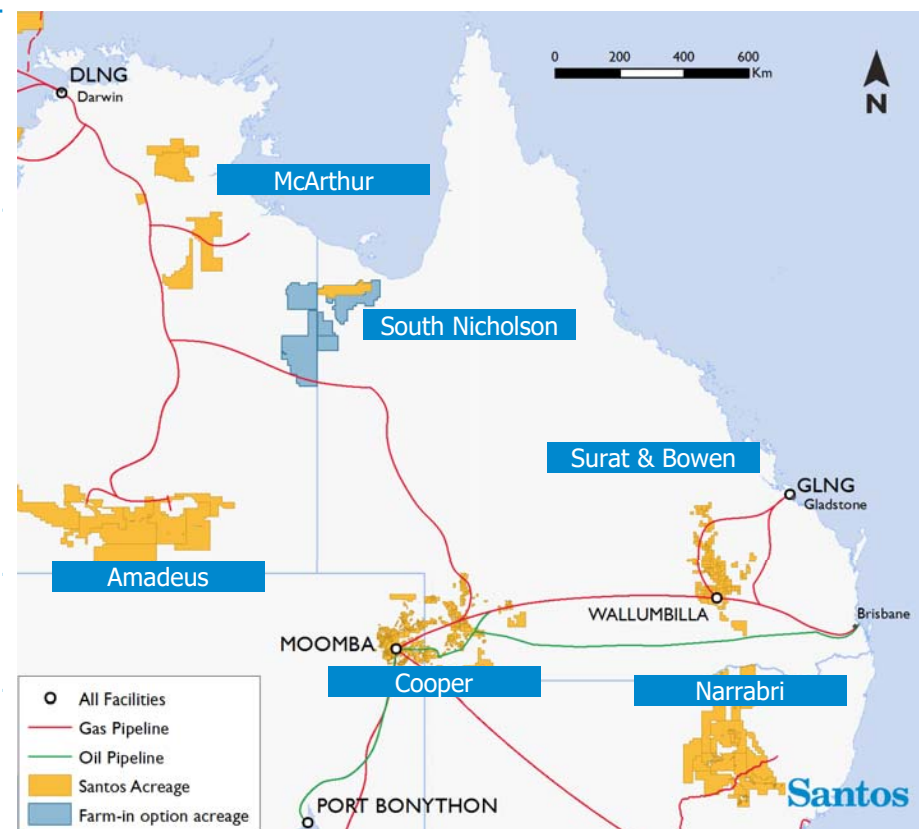 0 200 400 600
Km
N
DLNG
Darwin
McArthur
South Nicholson
Surat & Bowen
GLNG
Gladstone
Amadeus
WALLUMBILLA
Brisbane
MOOMBA
Cooper
Narrabri
All Facilities
Gas Pipeline
Oil Pipeline
Santos Acreage
Farm-in option acreage
PORT BONYTHON
Santos